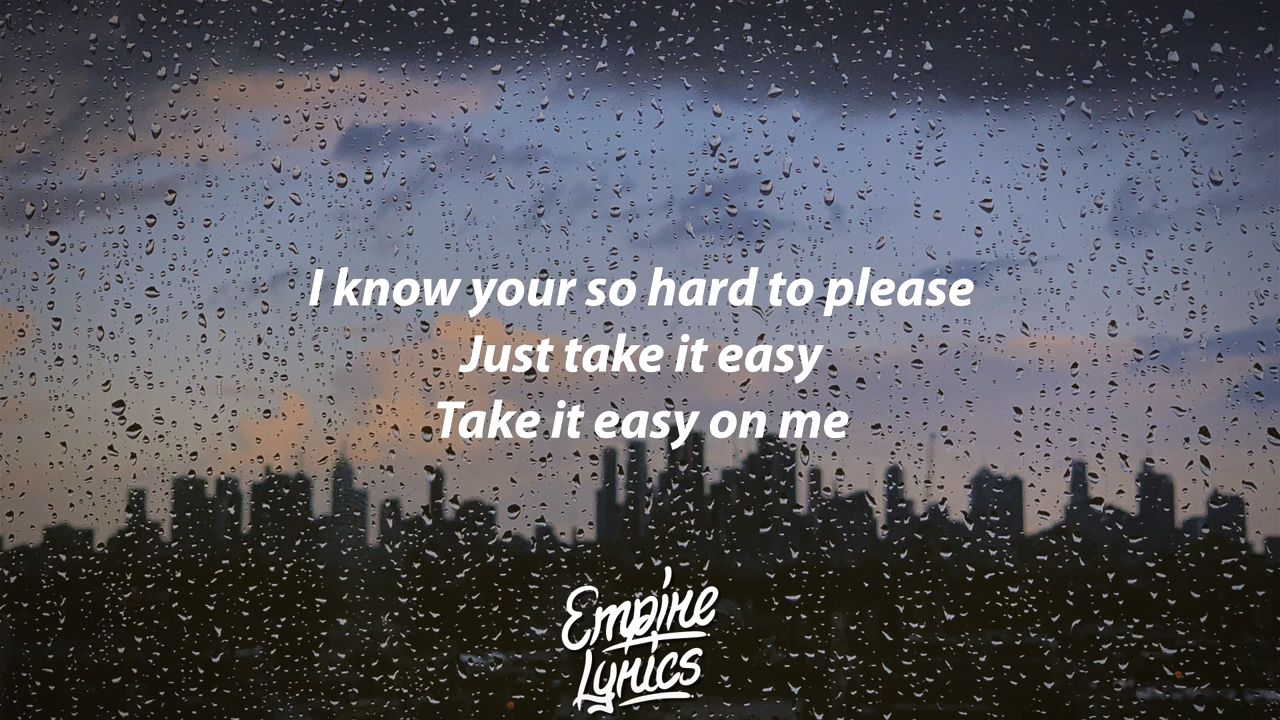 I know your so hard to please
Just take it easy
Take it easy on me
Empire
Lyrics